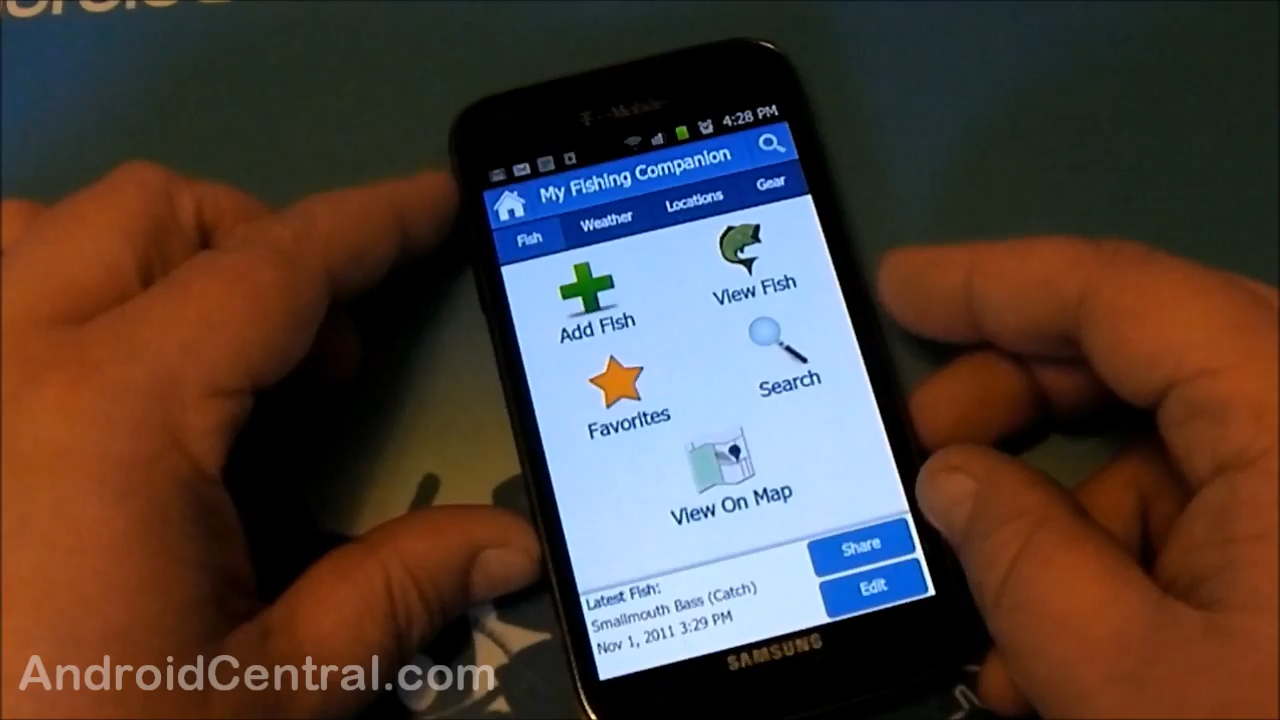 T-Mobile
4:28 PM
My Fishing Companion
Fish
Weather
Locations
Gear
Add Fish
View Fish
Favorites
Search
View On Map
Share
Edit
Latest Fish:
Smallmouth Bass (Catch)
Nov 1, 2011 3:29 PM
SAMSUNG
AndroidCentral.com